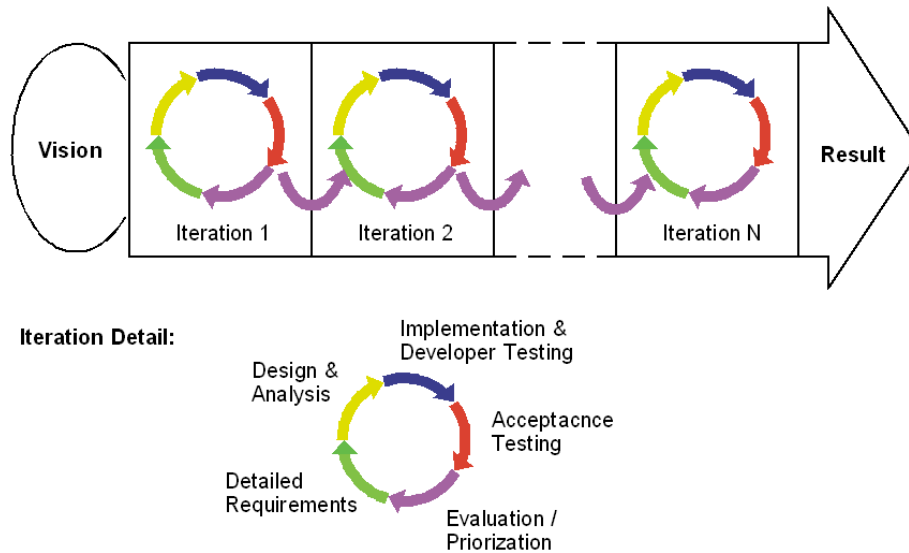 Vision
Iteration 1
Iteration 2
Iteration N
Result
Iteration Detail:
Implementation &
Developer Testing
Design &
Analysis
Acceptacnce
Testing
Detailed
Requirements
Evaluation /
Priorization